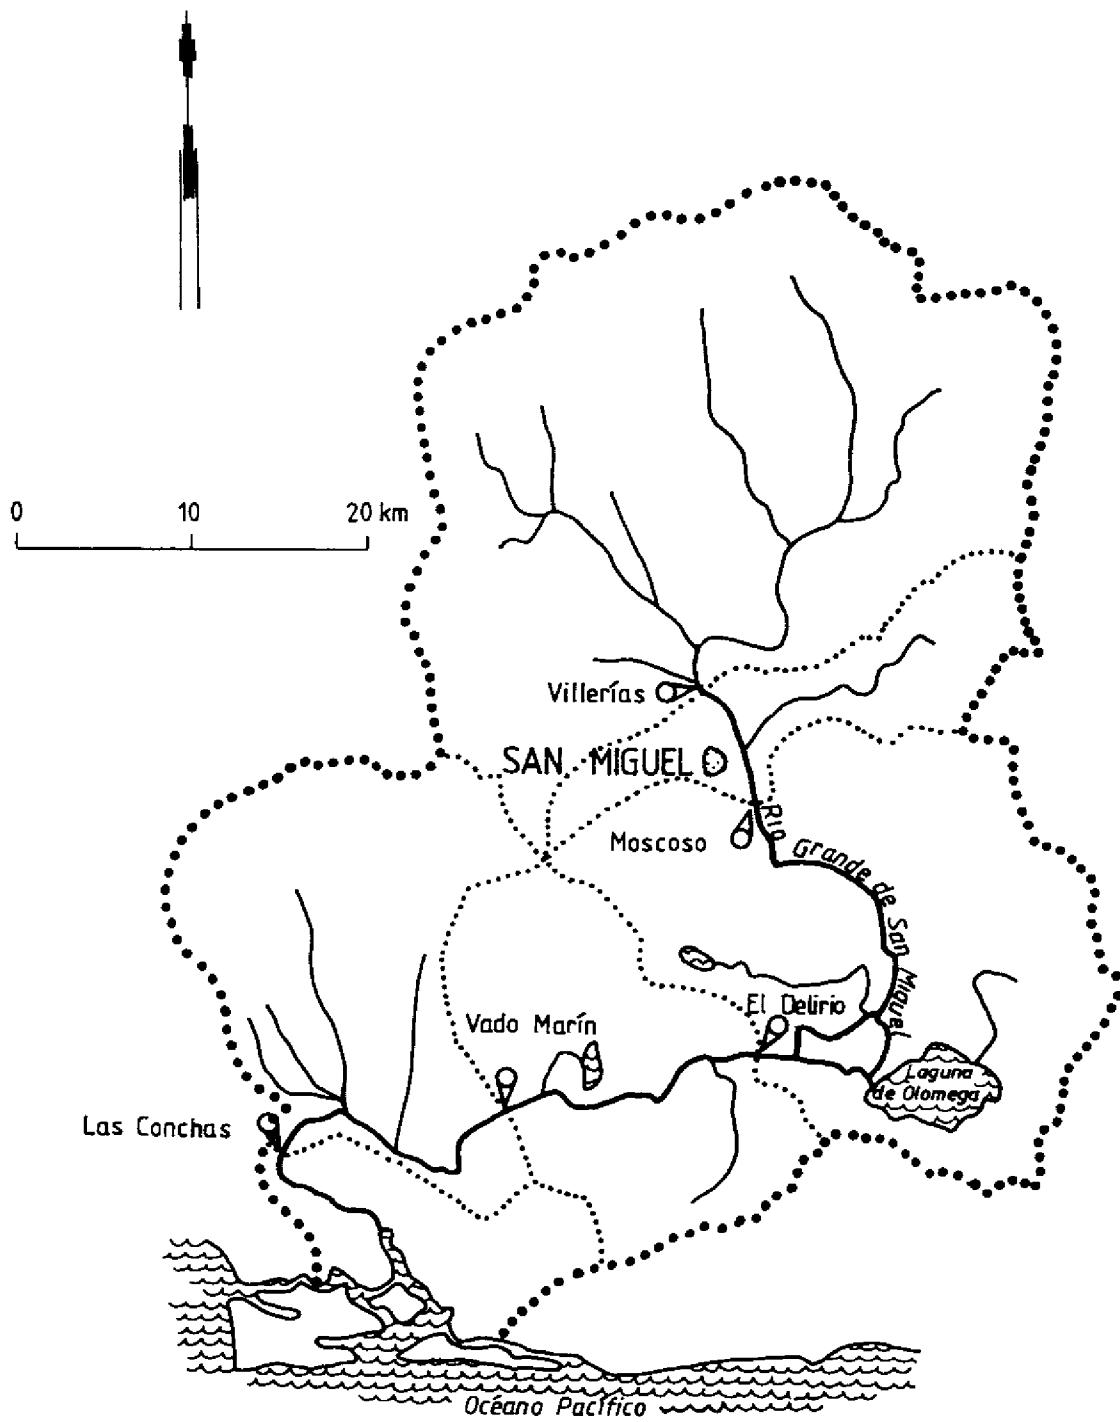 0 10 20 km
Villerías
SAN MIGUEL
Moscoso
Río Grande de San Miguel
El Delirio
Vado Marín
Laguna
de Olomega
Las Conchas
Océano Pacífico